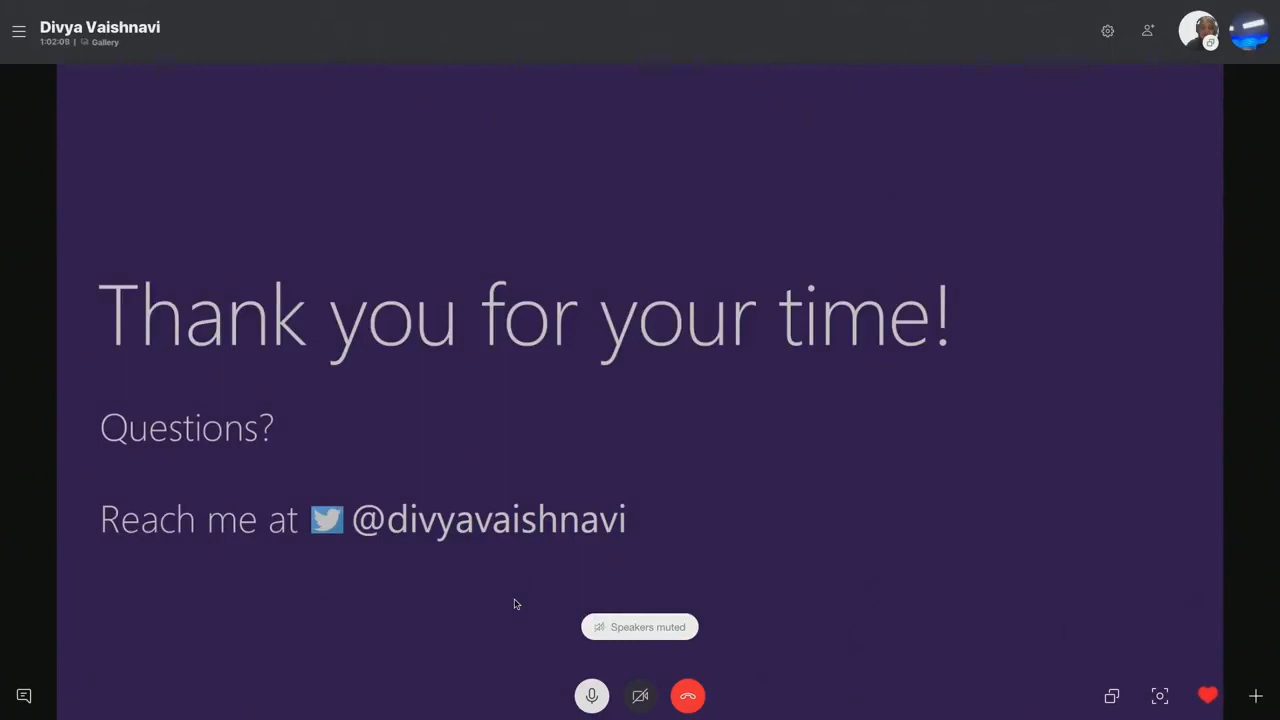 Divya Vaishnavi
1:02:09 | Gallery
Thank you for your time!
Questions?
Reach me at @divyavaishnavi
Speakers muted